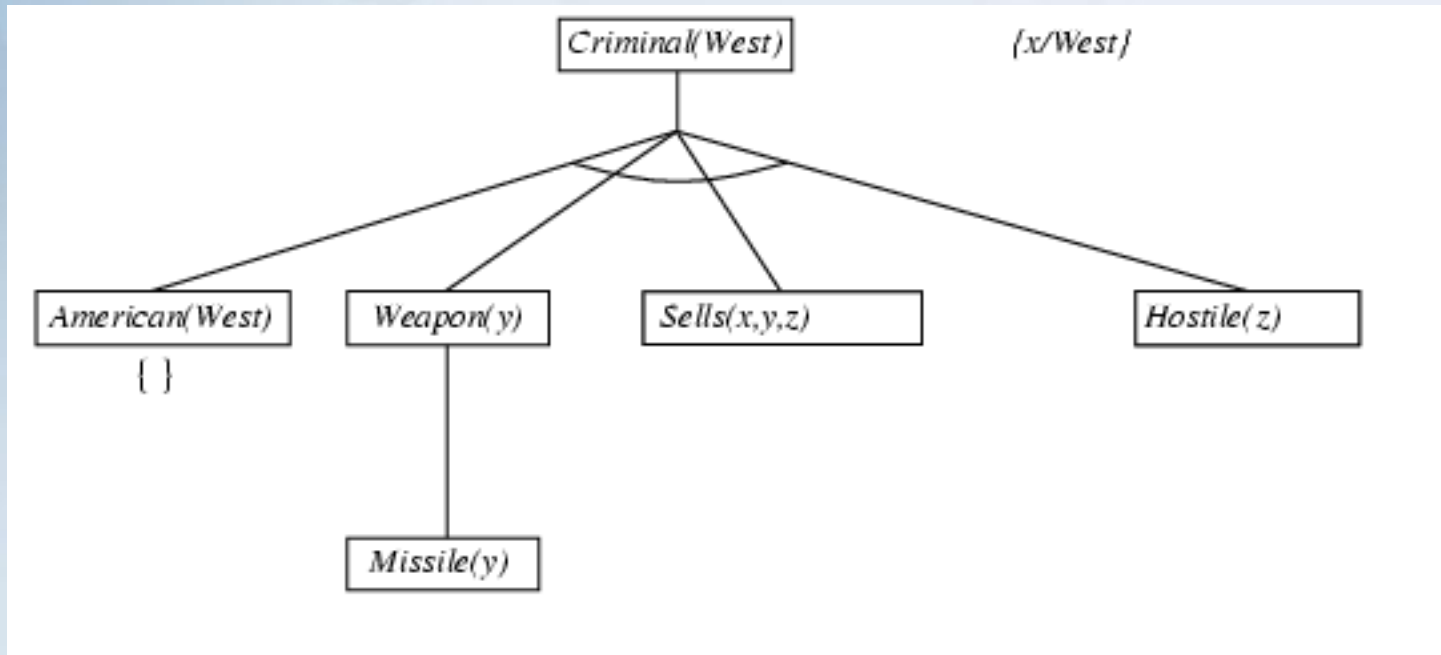 Criminal(West) {x/West}
American(West) Weapon(y) Sells(x,y,z) Hostile(z)
{ }
Missile(y)